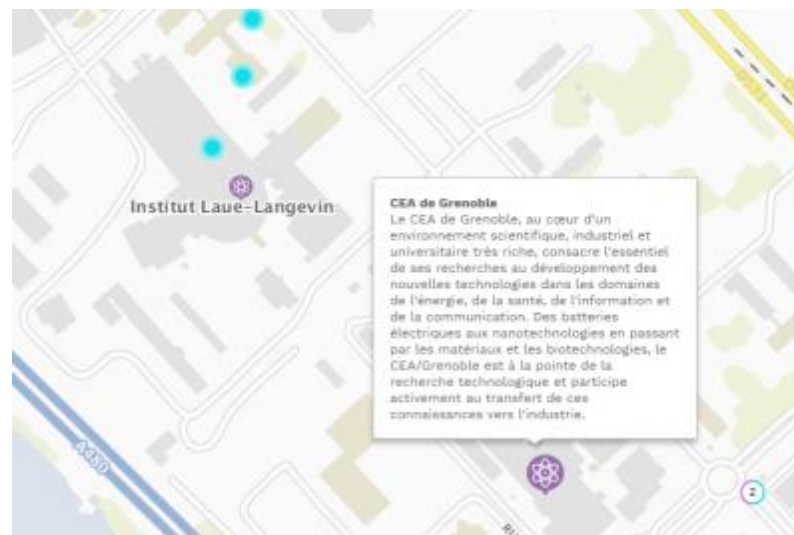 D531
Institut Laue-Langevin
CEA de Grenoble
Le CEA de Grenoble, au cœur d'un
environnement scientifique, industriel et
universitaire très riche, consacre l'essentiel
de ses recherches au développement des
nouvelles technologies dans les domaines
de l'énergie, de la santé, de l'information et
de la communication. Des batteries
électriques aux nanotechnologies en passant
par les matériaux et les biotechnologies, le
CEA/Grenoble est à la pointe de la
recherche technologique et participe
activement au transfert de ces
connaissances vers l'industrie.
A480
2